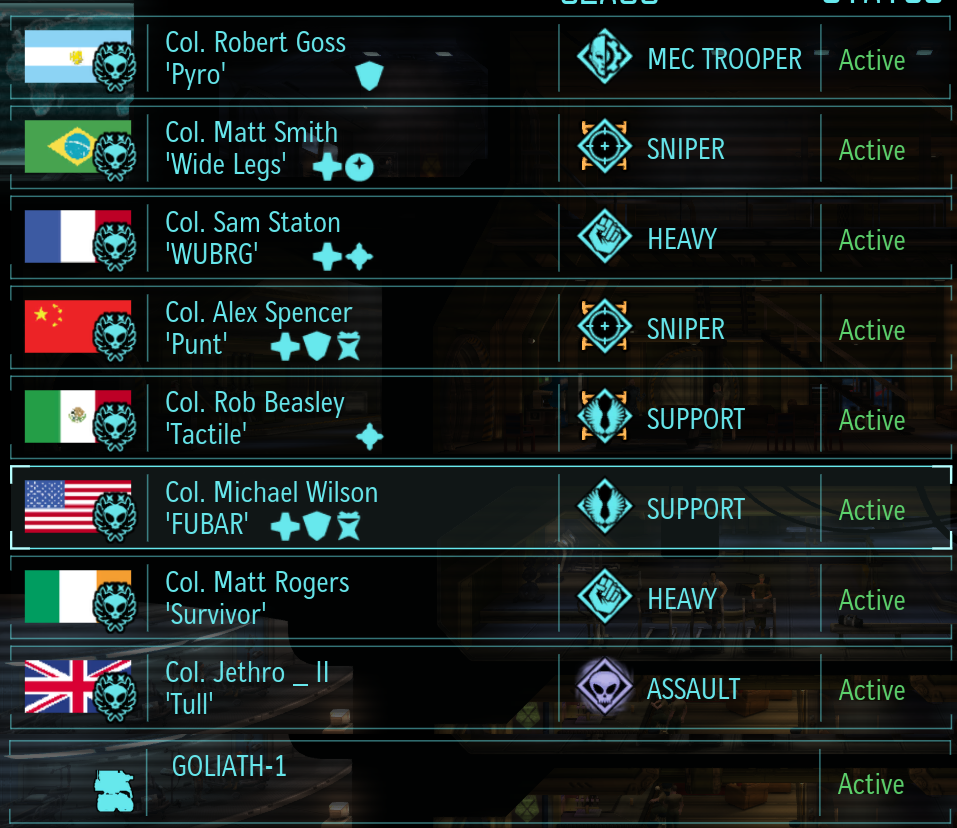 CLASS STATUS
Col. Robert Goss
'Pyro'
MEC TROOPER
Active
Col. Matt Smith
'Wide Legs'
SNIPER
Active
Col. Sam Staton
'WUBRG'
HEAVY
Active
Col. Alex Spencer
'Punt'
SNIPER
Active
Col. Rob Beasley
'Tactile'
SUPPORT
Active
Col. Michael Wilson
'FUBAR'
SUPPORT
Active
Col. Matt Rogers
'Survivor'
HEAVY
Active
Col. Jethro _ II
'Tull'
ASSAULT
Active
GOLIATH-1
Active